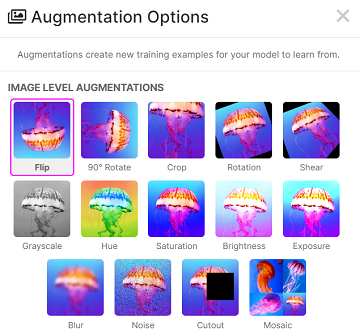 Augmentation Options
Augmentations create new training examples for your model to learn from.
IMAGE LEVEL AUGMENTATIONS
Flip
90° Rotate
Crop
Rotation
Shear
Grayscale
Hue
Saturation
Brightness
Exposure
Blur
Noise
Cutout
Mosaic